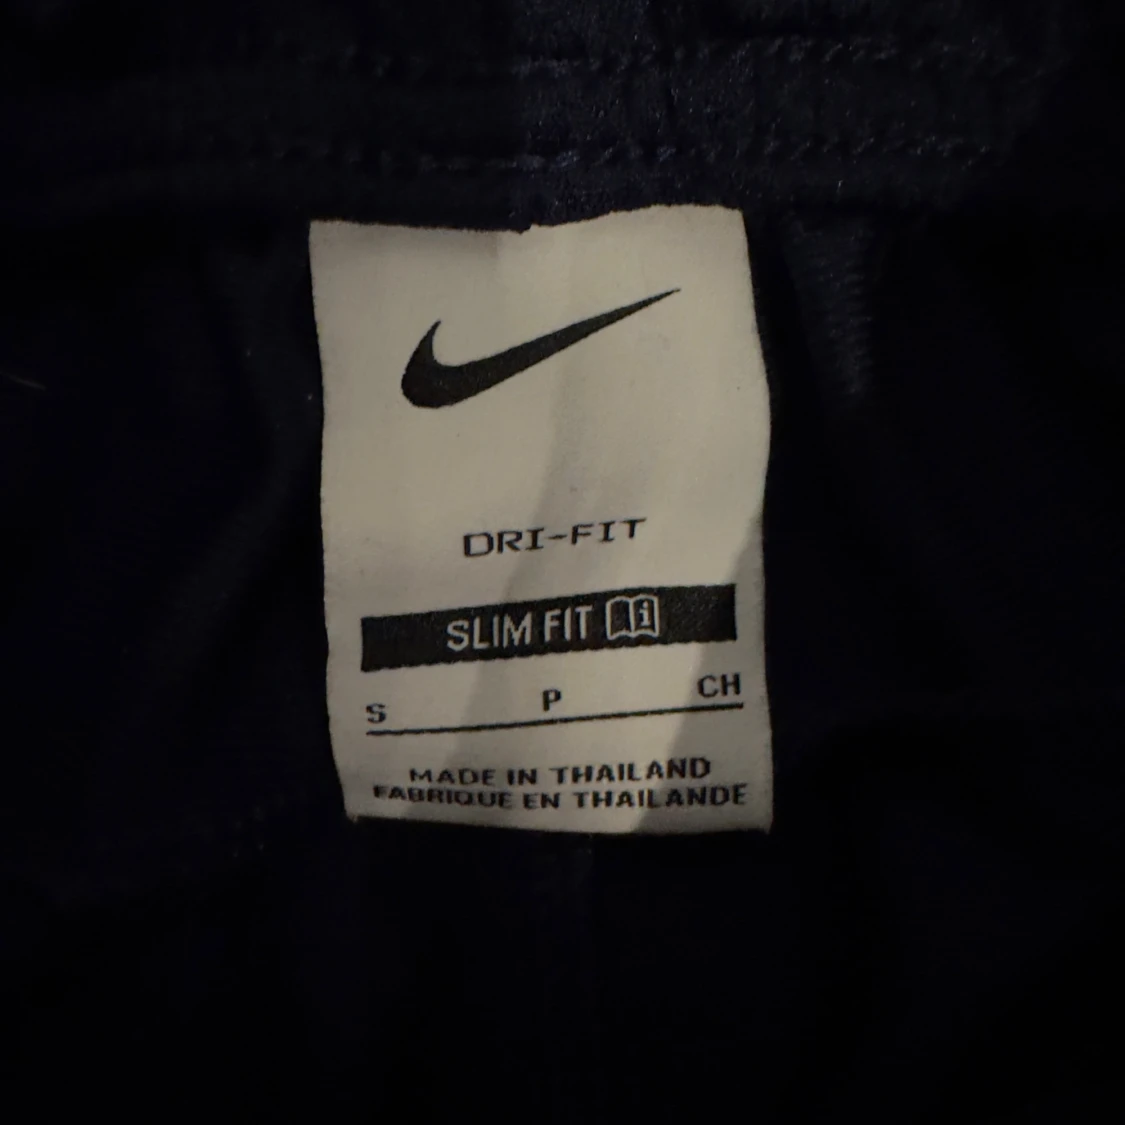 DRI-FIT
SLIM FIT i
S P CH
MADE IN THAILAND
FABRIQUE EN THAILANDE